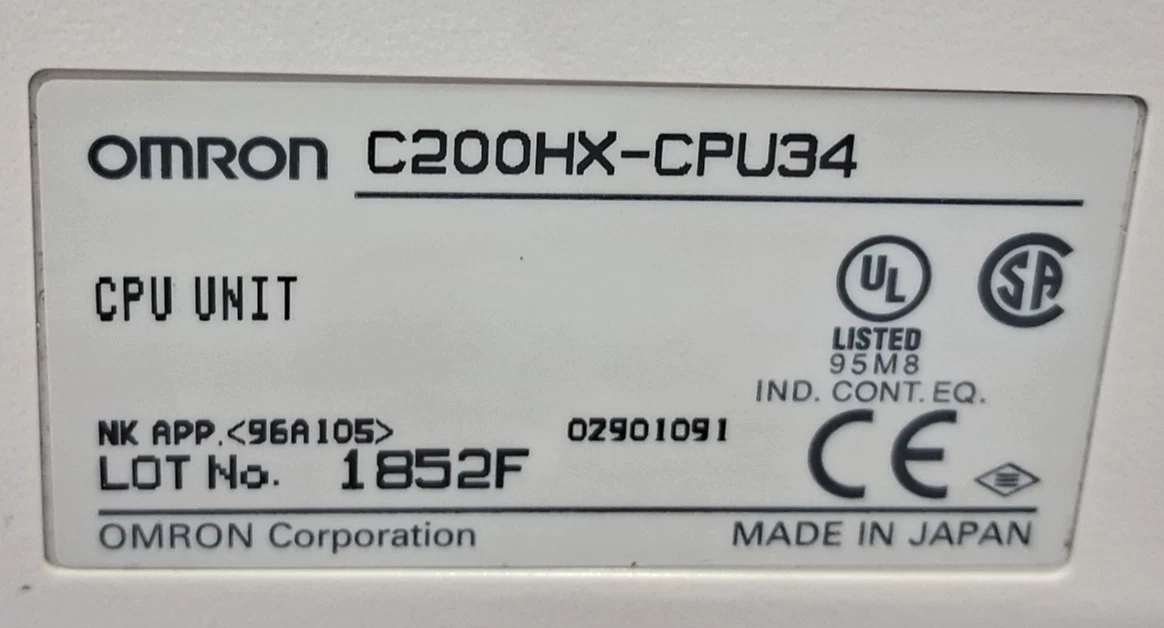 OMRON C200HX-CPU34
CPU UNIT
UL
SA
LISTED
95M8
IND. CONT. EQ.
NK APP.<96A105> 02901091
LOT No. 1852F
CE
OMRON Corporation MADE IN JAPAN